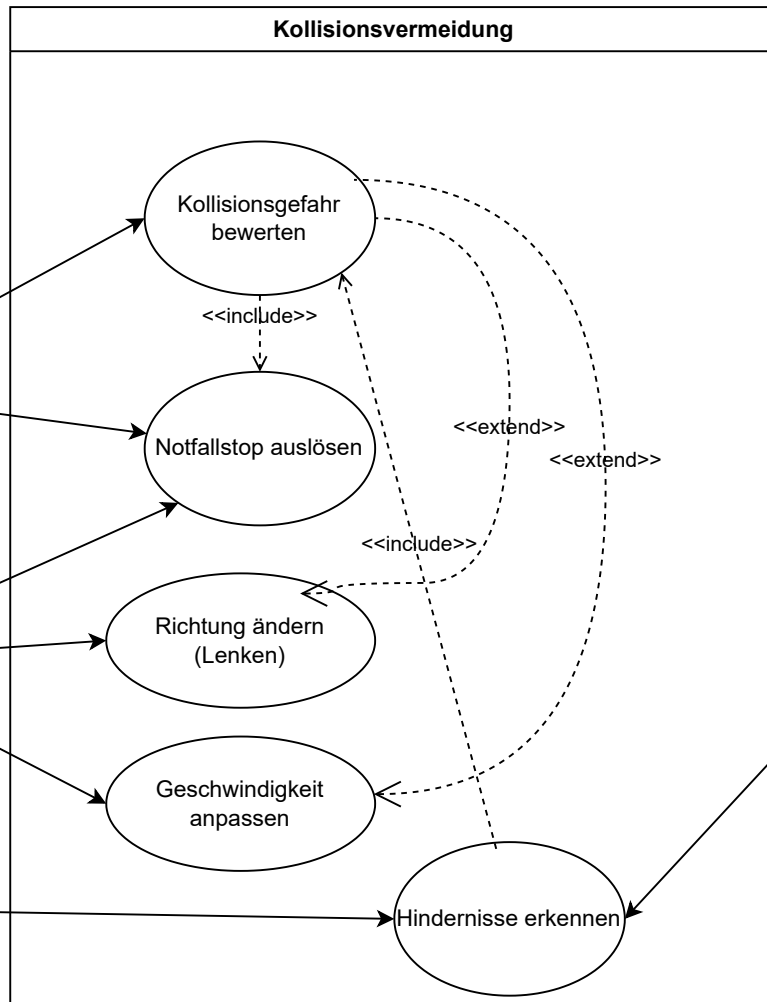 Kollisionsvermeidung
Kollisionsgefahr
bewerten
<<include>>
Notfallstop auslösen
<<extend>>
<<extend>>
<<include>>
Richtung ändern
(Lenken)
Geschwindigkeit
anpassen
Hindernisse erkennen